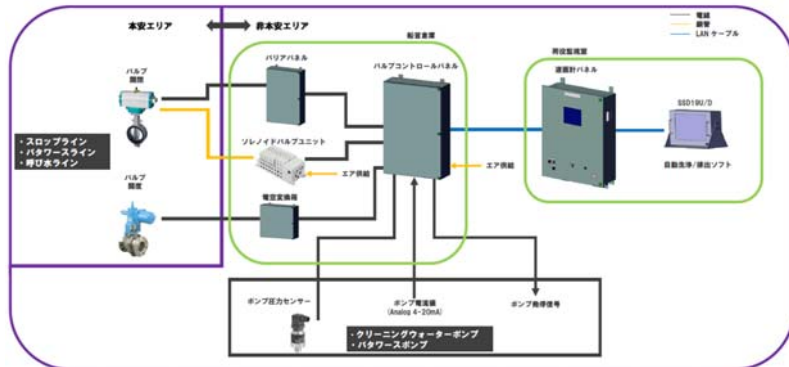 本安エリア
非本安エリア
電線
鋼管
LAN ケーブル
バルブ
開閉
バリアパネル
船首倉庫
バルブコントロールパネル
荷役監視室
液面計パネル
SSD19U/D
自動洗浄/排出ソフト
ソレノイドバルブユニット
エア供給
エア供給
・スロップライン
・バタワースライン
・呼び水ライン
バルブ
開度
電空変換箱
ポンプ圧力センサー
ポンプ電流値
(Analog 4-20mA)
ポンプ発停信号
・クリーニングウォーターポンプ
・バタワースポンプ